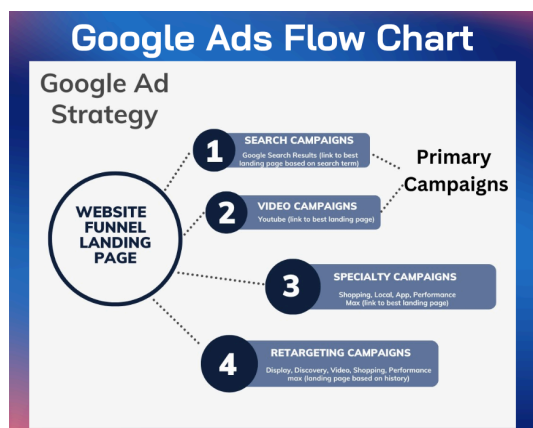 Google Ads Flow Chart
Google Ad
Strategy
1
SEARCH CAMPAIGNS
Google Search Results (link to best
landing page based on search term)
Primary
Campaigns
WEBSITE
FUNNEL
LANDING
PAGE
2
VIDEO CAMPAIGNS
Youtube (link to best landing page)
3
SPECIALTY CAMPAIGNS
Shopping, Local, App, Performance
Max (link to best landing page)
4
RETARGETING CAMPAIGNS
Display, Discovery, Video, Shopping, Performance
max (landing page based on history)